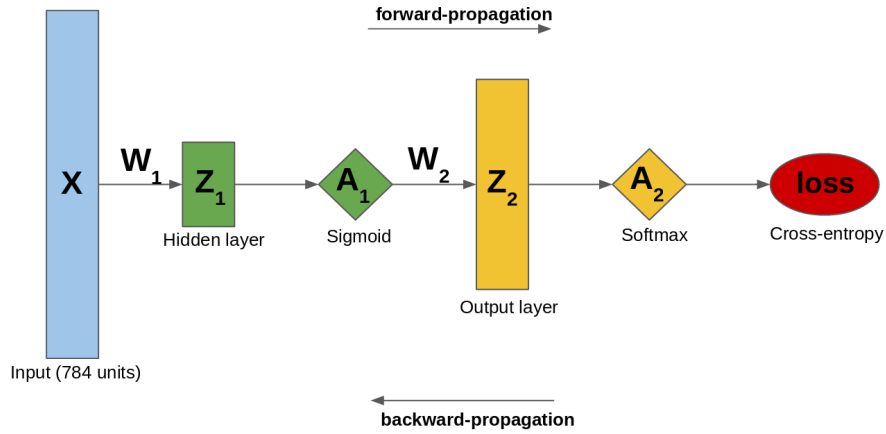 forward-propagation
X
W1
Z1
Hidden layer
A1
Sigmoid
W2
Z2
Output layer
A2
Softmax
loss
Cross-entropy
Input (784 units)
backward-propagation